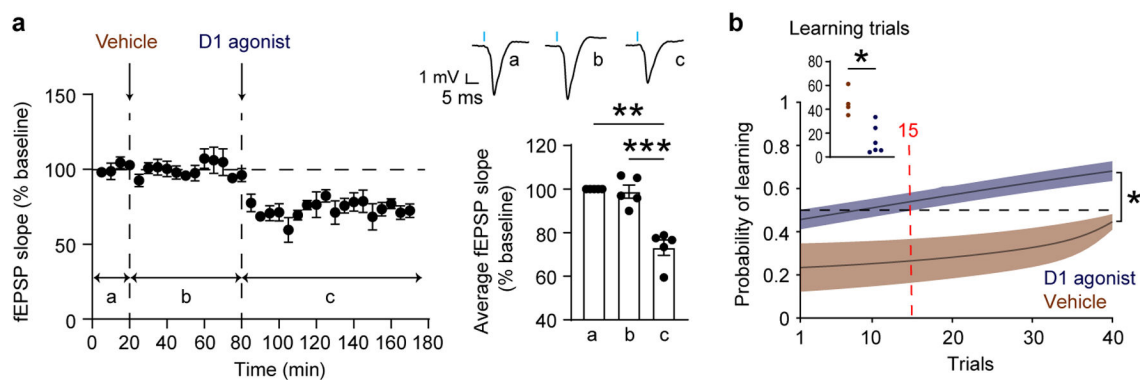 a
Vehicle
D1 agonist
fEPSP slope (% baseline)
150
100
50
0
a
b
c
0 20 40 60 80 100 120 140 160 180
Time (min)
1 mV
5 ms
a
b
c
**
***
Average fEPSP slope
(% baseline)
120
100
80
60
40
a b c
b
Learning trials
*
80
60
40
20
0
15
Probability of learning
1
0.8
0.6
0.4
0.2
*
D1 agonist
Vehicle
1 10 20 30 40
Trials